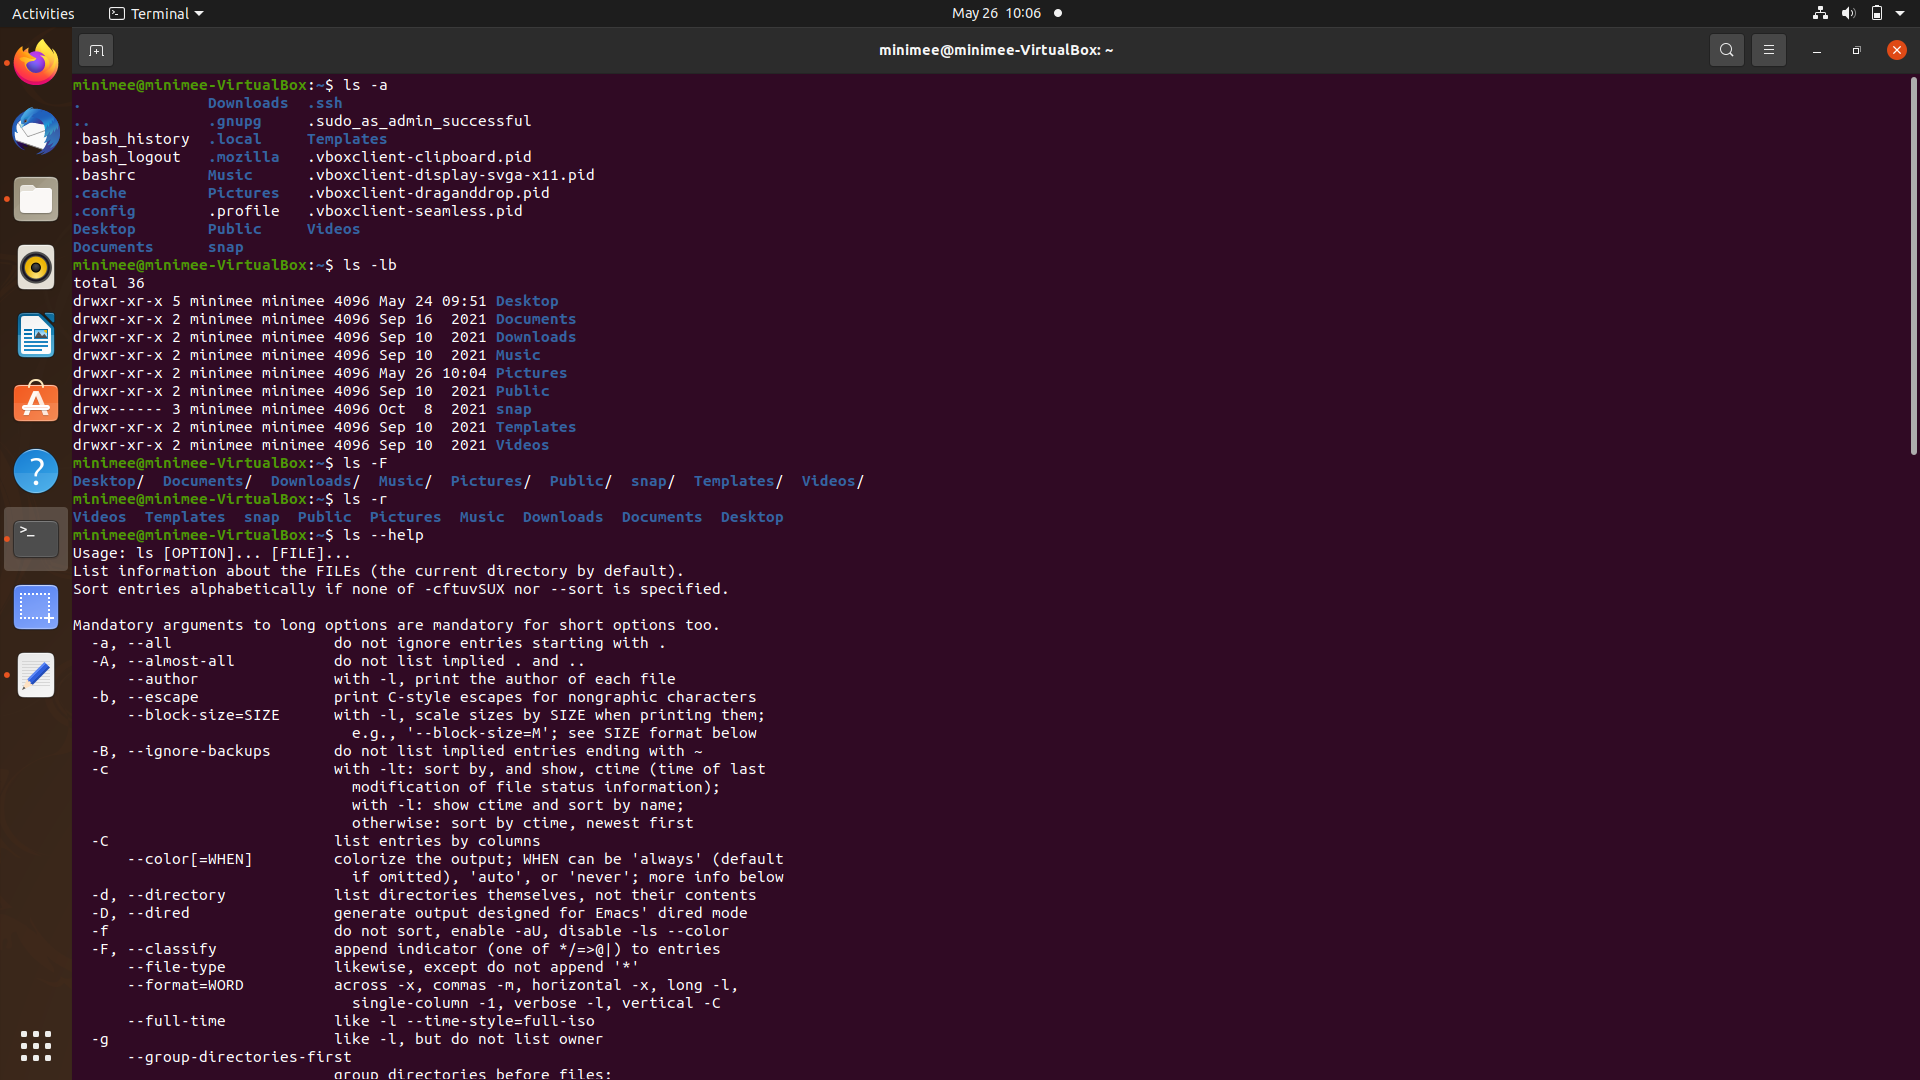 Activities Terminal May 26 10:06
minimee@minimee-VirtualBox: ~
minimee@minimee-VirtualBox:~$ ls -a
. Downloads .ssh
.. .gnupg .sudo_as_admin_successful
.bash_history .local Templates
.bash_logout .mozilla .vboxclient-clipboard.pid
.bashrc Music .vboxclient-display-svga-x11.pid
.cache Pictures .vboxclient-draganddrop.pid
.config .profile .vboxclient-seamless.pid
Desktop Public Videos
Documents snap
minimee@minimee-VirtualBox:~$ ls -lb
total 36
drwxr-xr-x 5 minimee minimee 4096 May 24 09:51 Desktop
drwxr-xr-x 2 minimee minimee 4096 Sep 16  2021 Documents
drwxr-xr-x 2 minimee minimee 4096 Sep 10  2021 Downloads
drwxr-xr-x 2 minimee minimee 4096 Sep 10  2021 Music
drwxr-xr-x 2 minimee minimee 4096 May 26 10:04 Pictures
drwxr-xr-x 2 minimee minimee 4096 Sep 10  2021 Public
drwx------ 3 minimee minimee 4096 Oct  8  2021 snap
drwxr-xr-x 2 minimee minimee 4096 Sep 10  2021 Templates
drwxr-xr-x 2 minimee minimee 4096 Sep 10  2021 Videos
minimee@minimee-VirtualBox:~$ ls -F
Desktop/  Documents/  Downloads/  Music/  Pictures/  Public/  snap/  Templates/  Videos/
minimee@minimee-VirtualBox:~$ ls -r
Videos  Templates  snap  Public  Pictures  Music  Downloads  Documents  Desktop
minimee@minimee-VirtualBox:~$ ls --help
Usage: ls [OPTION]... [FILE]...
List information about the FILEs (the current directory by default).
Sort entries alphabetically if none of -cftuvSUX nor --sort is specified.
Mandatory arguments to long options are mandatory for short options too.
-a, --all do not ignore entries starting with .
-A, --almost-all do not list implied . and ..
--author with -l, print the author of each file
-b, --escape print C-style escapes for nongraphic characters
--block-size=SIZE with -l, scale sizes by SIZE when printing them;
e.g., '--block-size=M'; see SIZE format below
-B, --ignore-backups do not list implied entries ending with ~
-c with -lt: sort by, and show, ctime (time of last
modification of file status information);
with -l: show ctime and sort by name;
otherwise: sort by ctime, newest first
-C list entries by columns
--color[=WHEN] colorize the output; WHEN can be 'always' (default
if omitted), 'auto', or 'never'; more info below
-d, --directory list directories themselves, not their contents
-D, --dired generate output designed for Emacs' dired mode
-f do not sort, enable -aU, disable -ls --color
-F, --classify append indicator (one of */=>@|) to entries
--file-type likewise, except do not append '*'
--format=WORD across -x, commas -m, horizontal -x, long -l,
single-column -1, verbose -l, vertical -C
--full-time like -l --time-style=full-iso
-g like -l, but do not list owner
--group-directories-first
group directories before files;